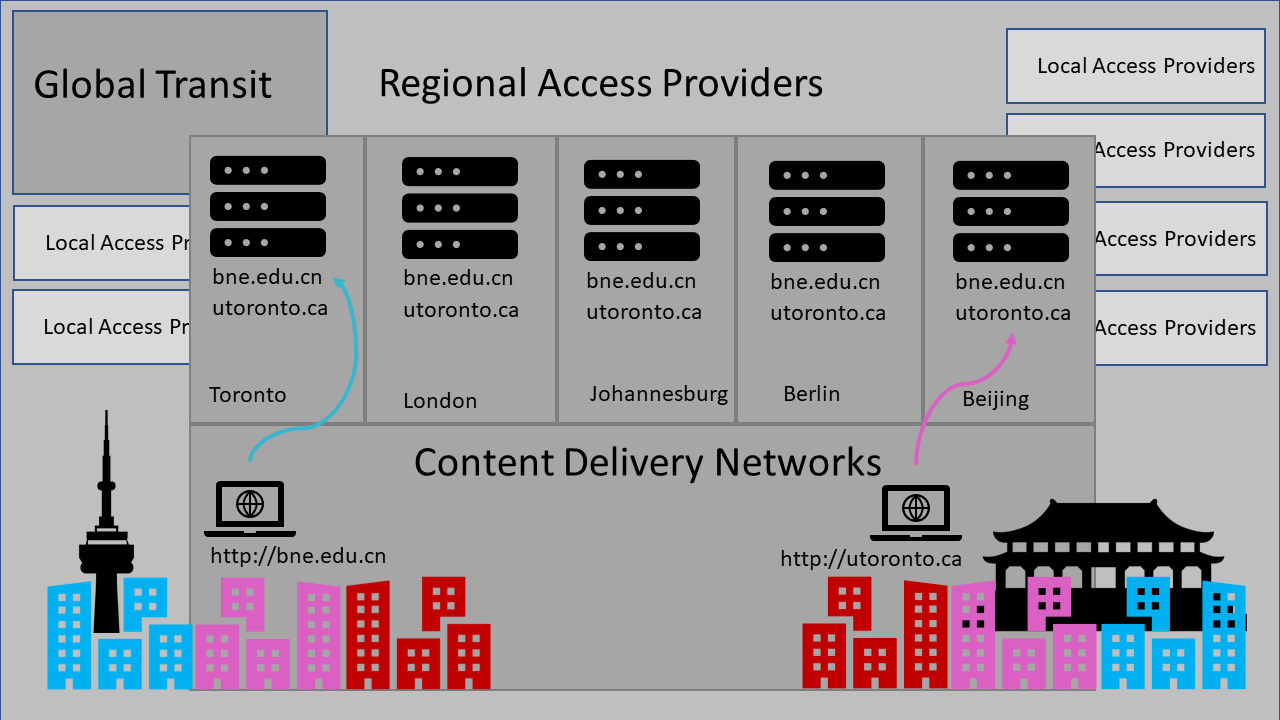 Global Transit
Regional Access Providers
Local Access Providers
Access Providers
Local Access Pr
Access Providers
Local Access Pr
Access Providers
bne.edu.cn
utoronto.ca
Toronto
bne.edu.cn
utoronto.ca
London
bne.edu.cn
utoronto.ca
Johannesburg
bne.edu.cn
utoronto.ca
Berlin
bne.edu.cn
utoronto.ca
Beijing
Content Delivery Networks
http://bne.edu.cn
http://utoronto.ca